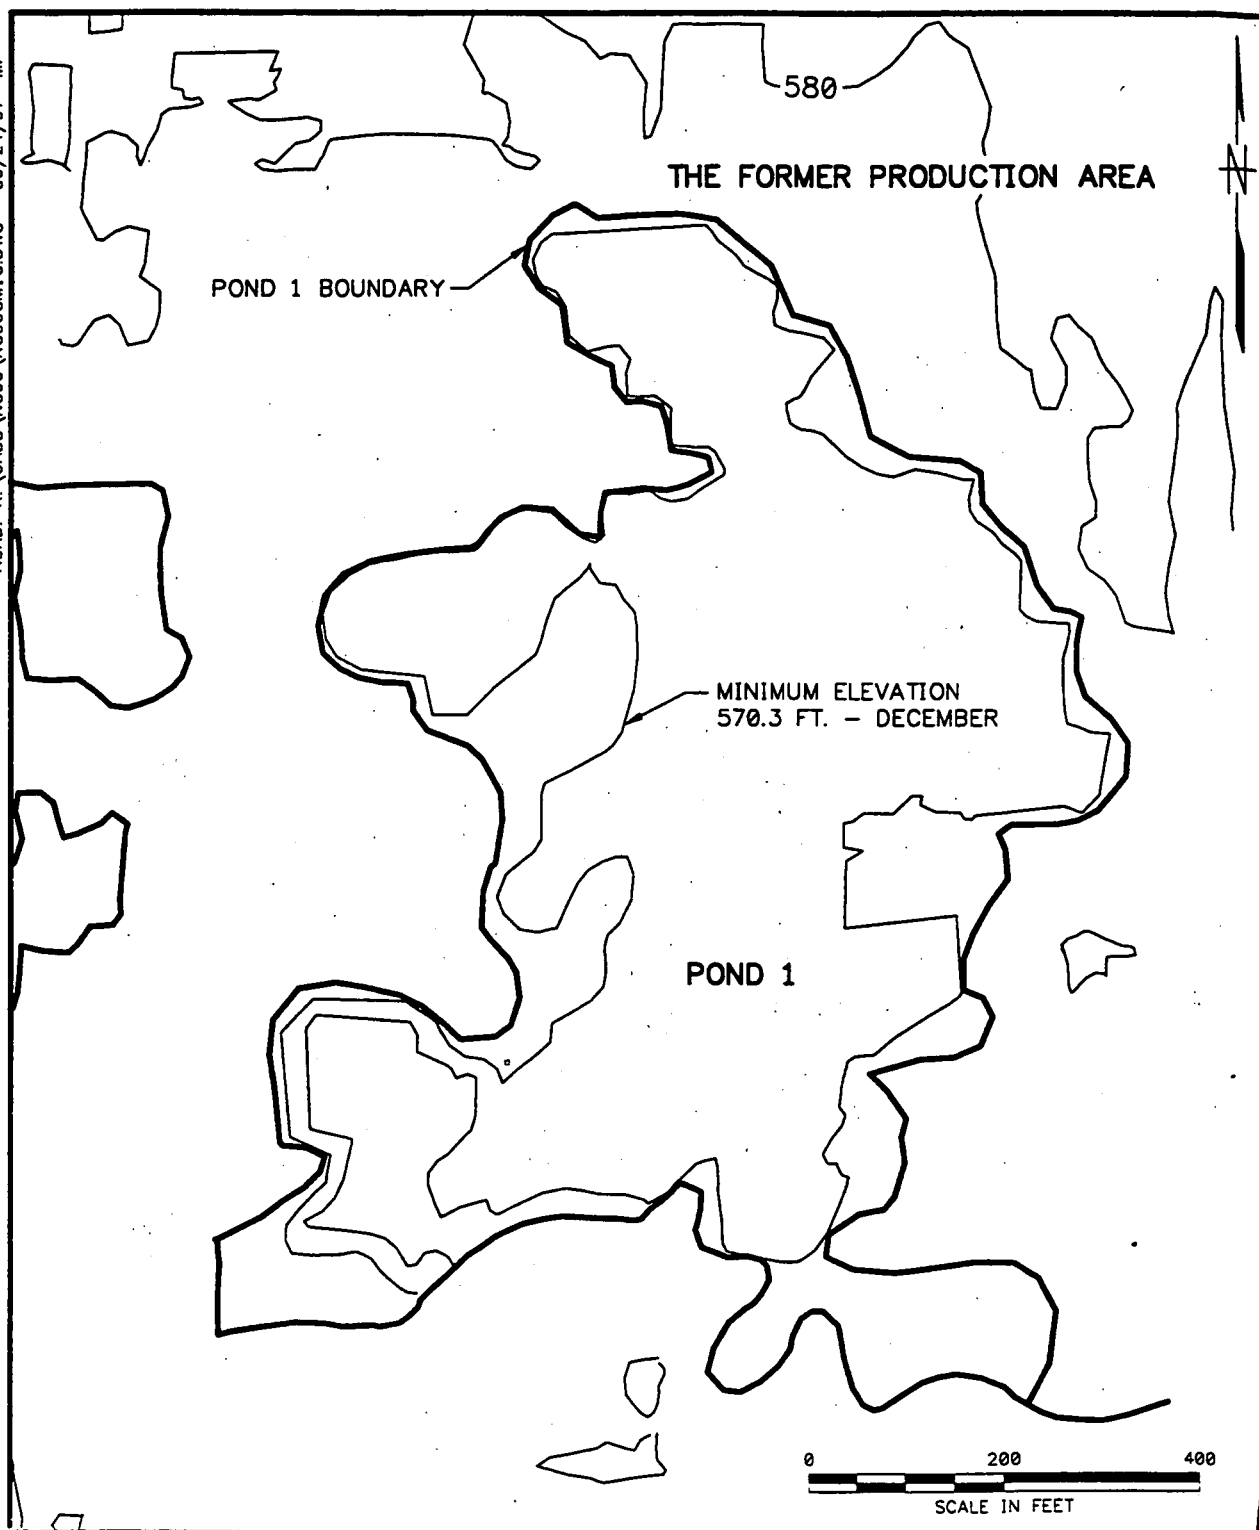 580
THE FORMER PRODUCTION AREA
N
POND 1 BOUNDARY
MINIMUM ELEVATION
570.3 FT. - DECEMBER
POND 1
0 200 400
SCALE IN FEET